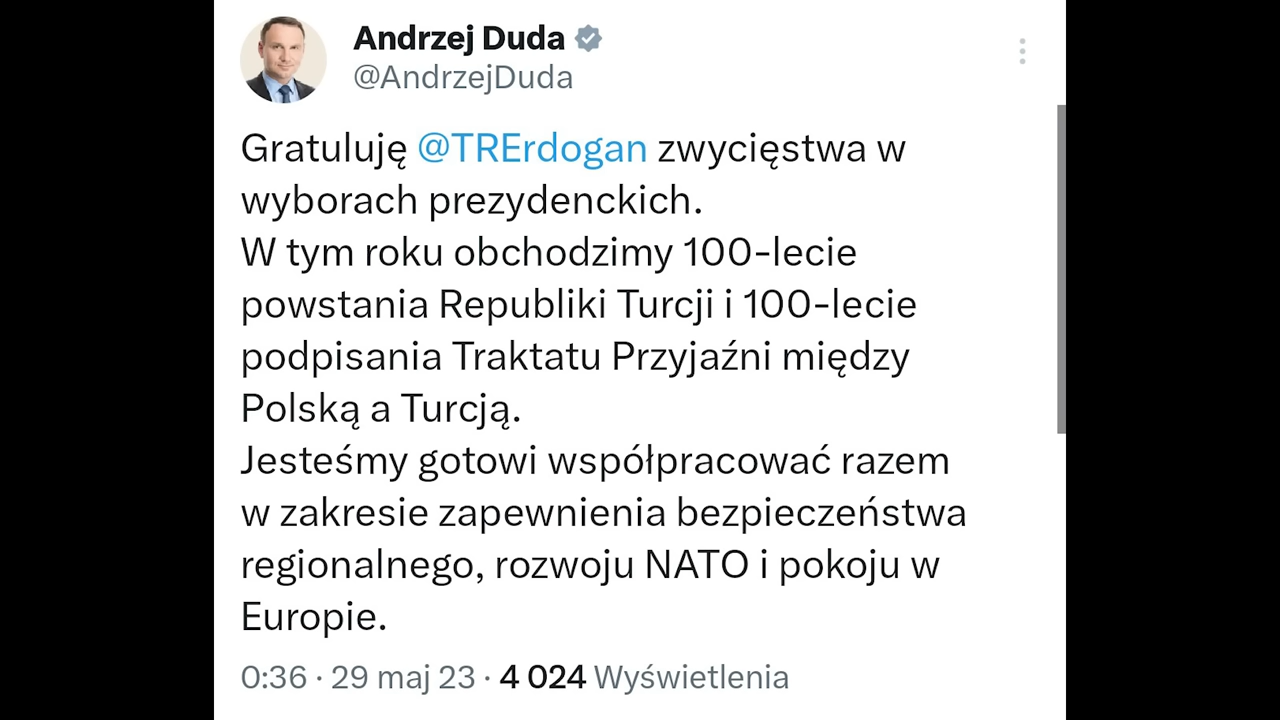 Andrzej Duda
@AndrzejDuda
Gratuluję @TRErdogan zwycięstwa w
wyborach prezydenckich.
W tym roku obchodzimy 100-lecie
powstania Republiki Turcji i 100-lecie
podpisania Traktatu Przyjaźni między
Polską a Turcją.
Jesteśmy gotowi współpracować razem
w zakresie zapewnienia bezpieczeństwa
regionalnego, rozwoju NATO i pokoju w
Europie.
0:36 · 29 maj 23 · 4 024 Wyświetlenia